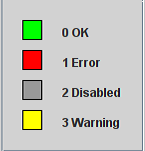 0 OK
1 Error
2 Disabled
3 Warning